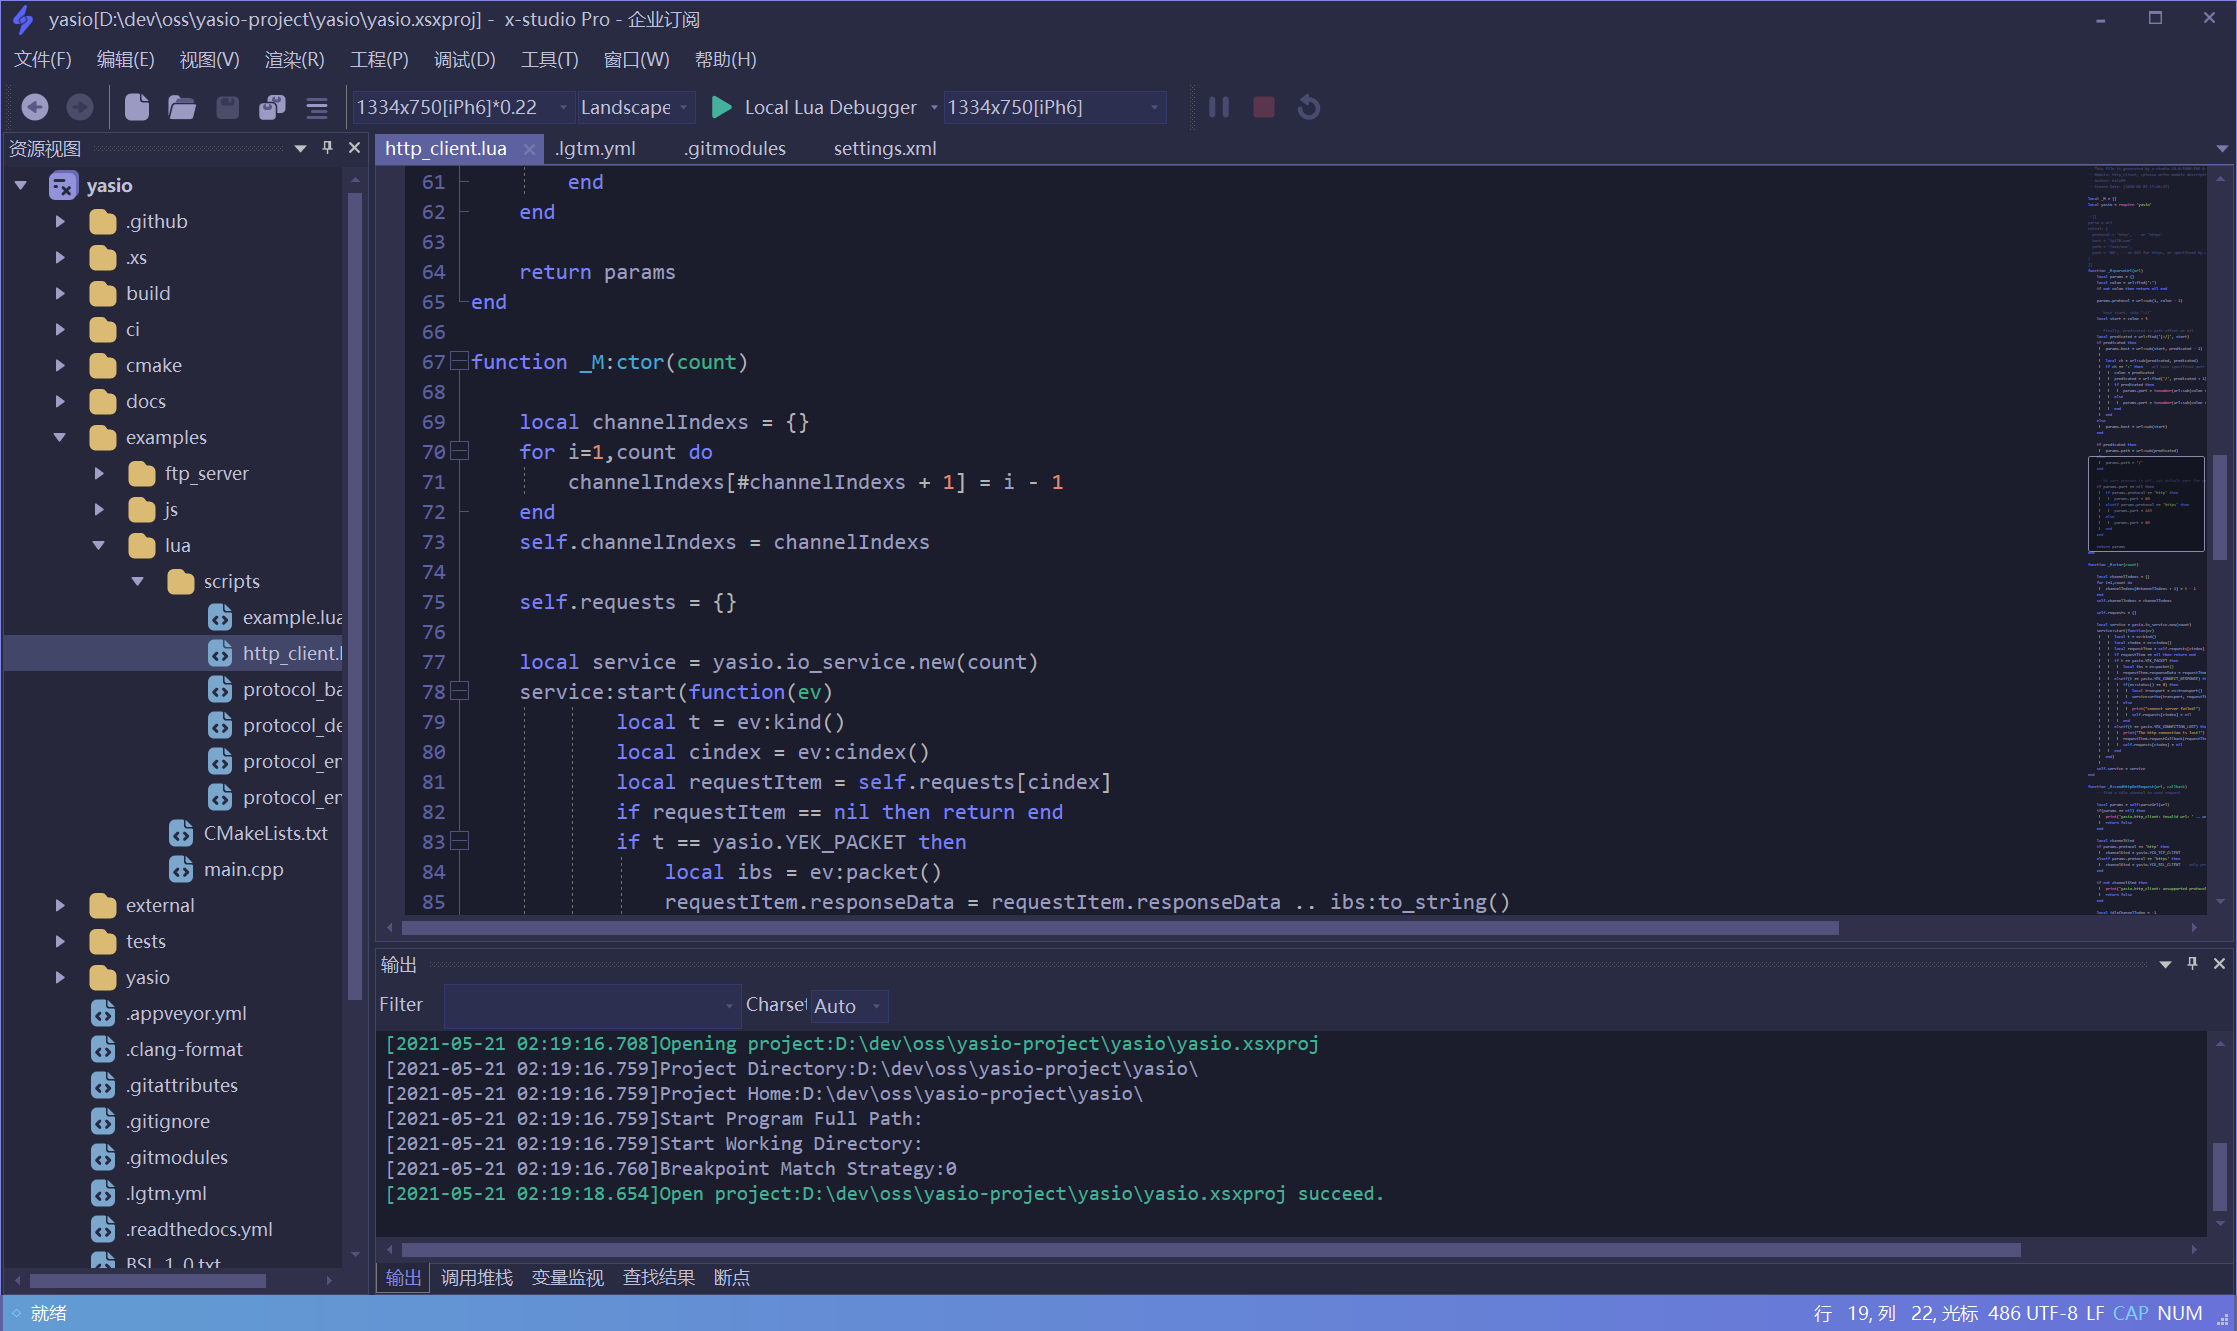 yasio[D:\dev\oss\yasio-project\yasio\yasio.xsxproj] - x-studio Pro - 企业订阅
文件(F) 编辑(E) 视图(V) 渲染(R) 工程(P) 调试(D) 工具(T) 窗口(W) 帮助(H)
1334x750[iPh6]*0.22 Landscape Local Lua Debugger 1334x750[iPh6]
资源视图
yasio
.github
.xs
build
ci
cmake
docs
examples
ftp_server
js
lua
scripts
example.lua
http_client.l
protocol_ba
protocol_de
protocol_en
protocol_en
CMakeLists.txt
main.cpp
external
tests
yasio
.appveyor.yml
.clang-format
.gitattributes
.gitignore
.gitmodules
.lgtm.yml
.readthedocs.yml
BSL_1_0.txt
http_client.lua .lgtm.yml .gitmodules settings.xml
61 end
62 end
63
64 return params
65 end
66
67 function _M:ctor(count)
68
69 local channelIndexs = {}
70 for i=1,count do
71 channelIndexs[#channelIndexs + 1] = i - 1
72 end
73 self.channelIndexs = channelIndexs
74
75 self.requests = {}
76
77 local service = yasio.io_service.new(count)
78 service:start(function(ev)
79 local t = ev:kind()
80 local cindex = ev:cindex()
81 local requestItem = self.requests[cindex]
82 if requestItem == nil then return end
83 if t == yasio.YEK_PACKET then
84 local ibs = ev:packet()
85 requestItem.responseData = requestItem.responseData .. ibs:to_string()
输出
Filter Charset Auto
[2021-05-21 02:19:16.708]Opening project:D:\dev\oss\yasio-project\yasio\yasio.xsxproj
[2021-05-21 02:19:16.759]Project Directory:D:\dev\oss\yasio-project\yasio\
[2021-05-21 02:19:16.759]Project Home:D:\dev\oss\yasio-project\yasio\
[2021-05-21 02:19:16.759]Start Program Full Path:
[2021-05-21 02:19:16.759]Start Working Directory:
[2021-05-21 02:19:16.760]Breakpoint Match Strategy:0
[2021-05-21 02:19:18.654]Open project:D:\dev\oss\yasio-project\yasio\yasio.xsxproj succeed.
输出 调用堆栈 变量监视 查找结果 断点
就绪
行 19, 列 22, 光标 486 UTF-8 LF CAP NUM